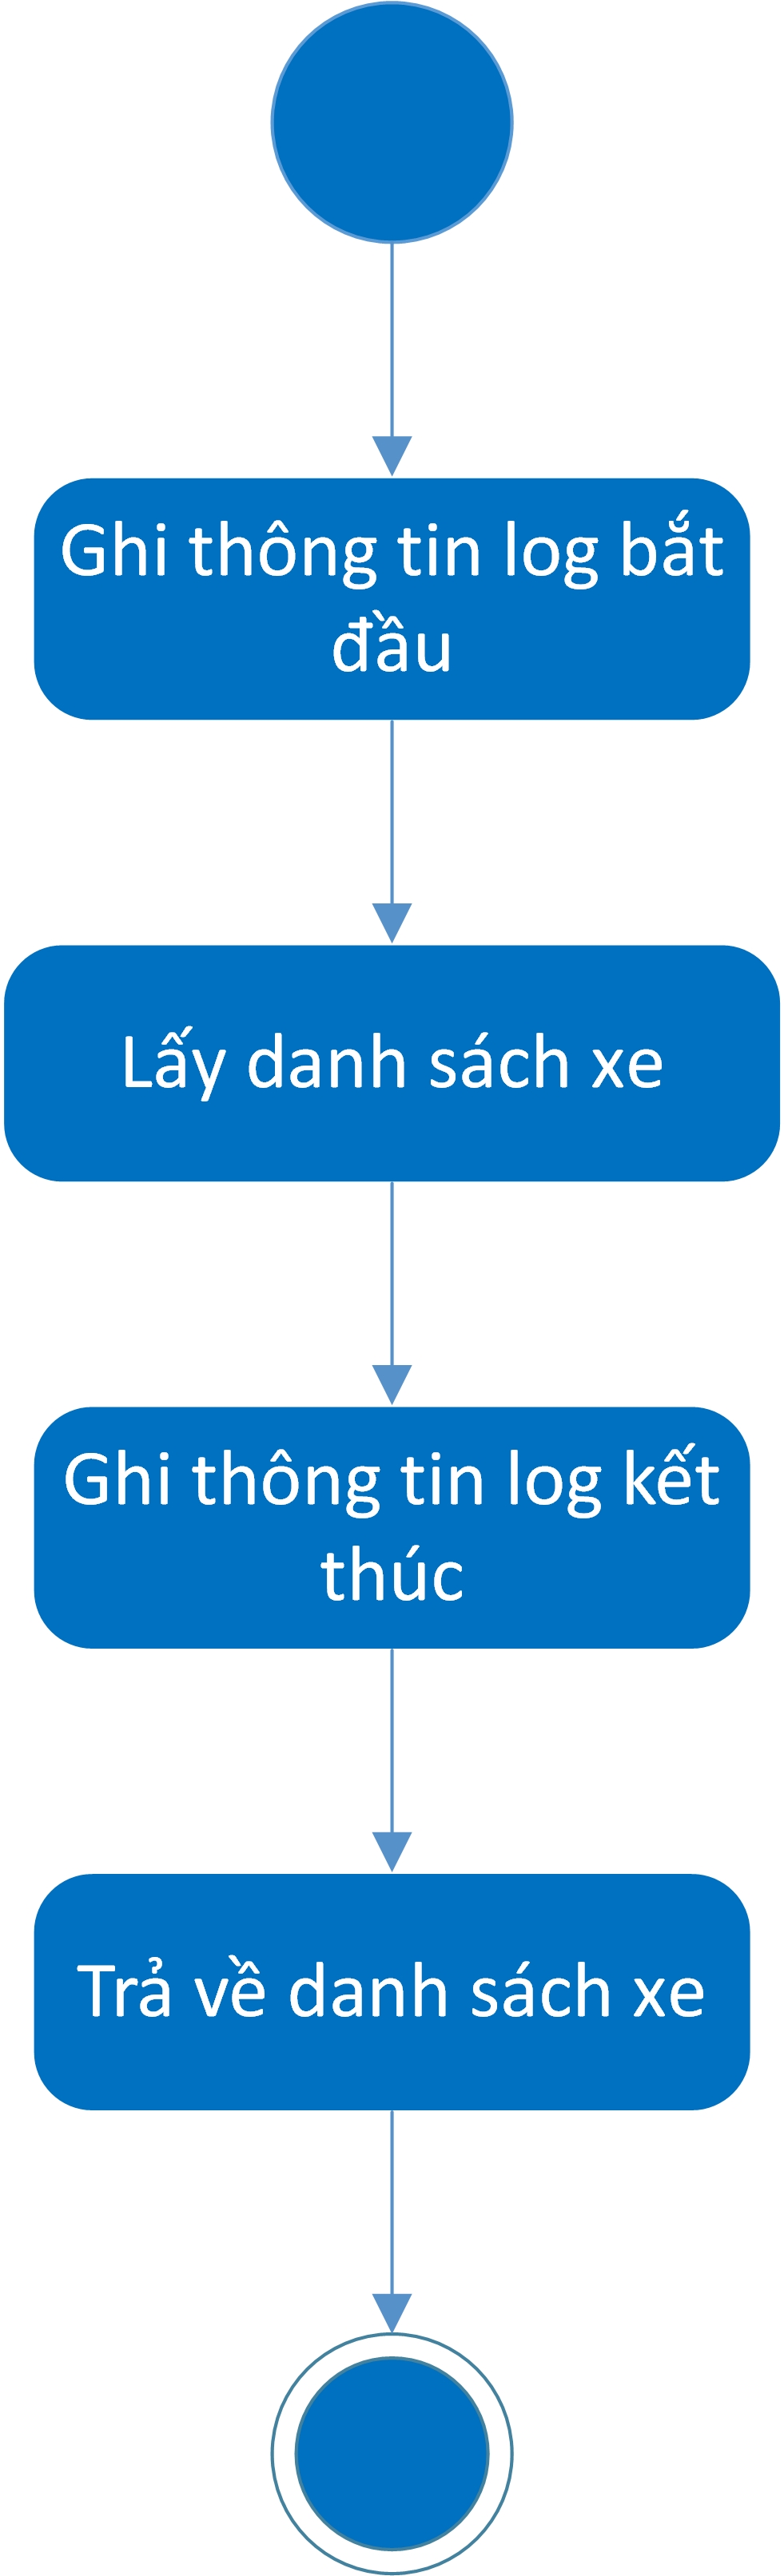 Ghi thông tin log bắt
đầu
Lấy danh sách xe
Ghi thông tin log kết
thúc
Trả về danh sách xe